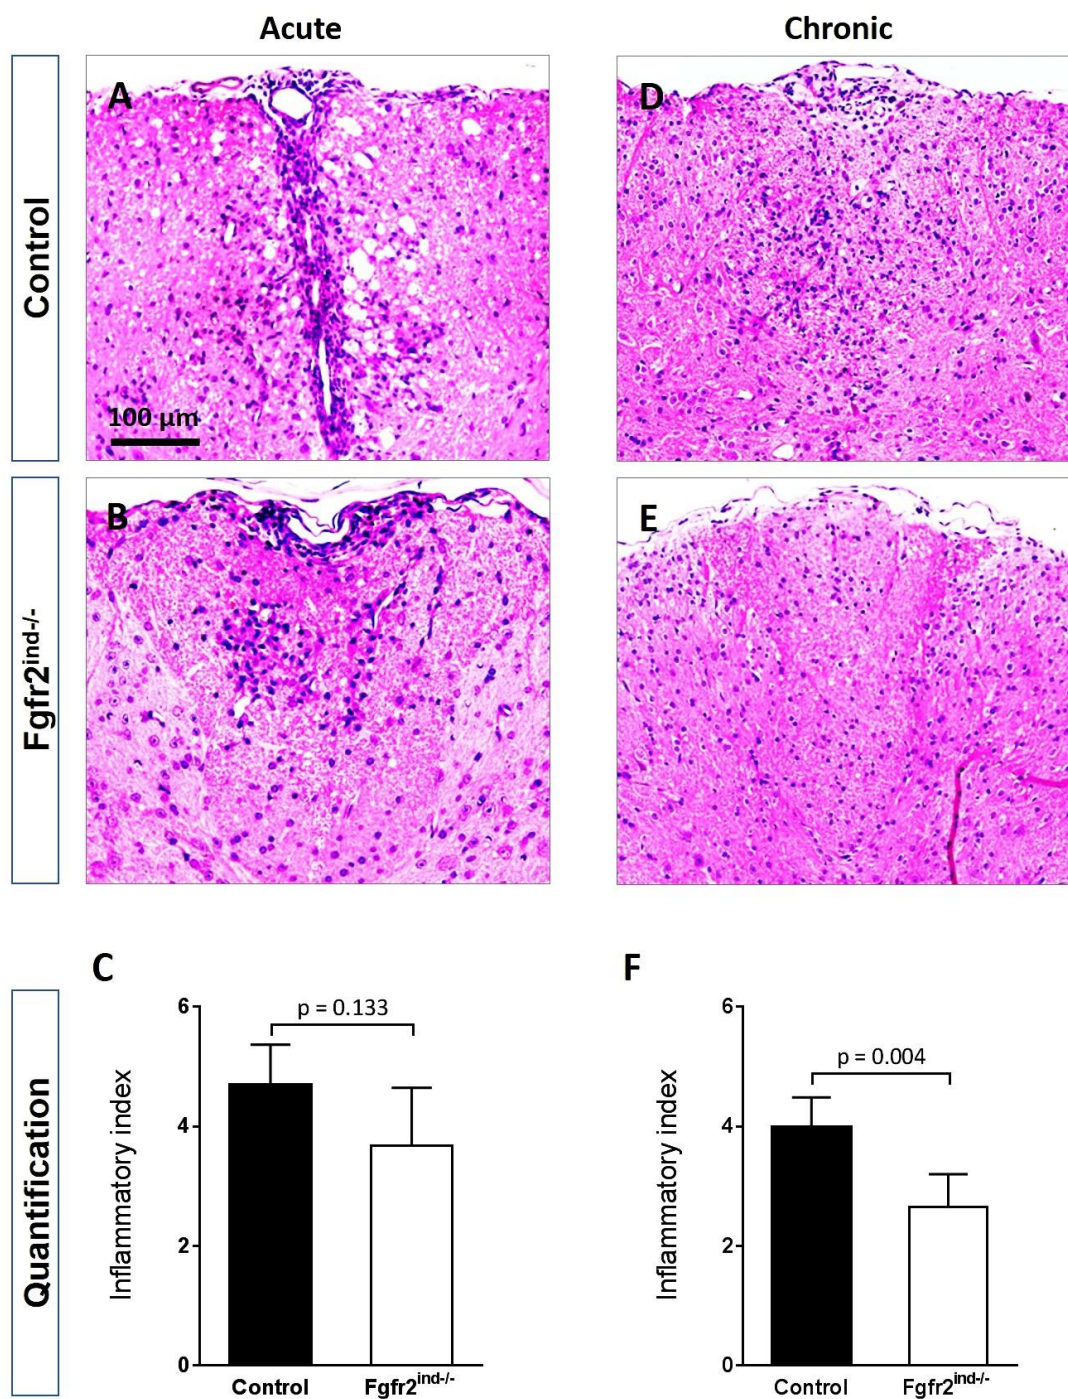 Acute
Chronic
Control
A
100 µm
D
Fgfr2ind-/-
B
E
Quantification
C
6
4
2
0
Inflammatory index
p = 0.133
Control
Fgfr2ind-/-
F
6
4
2
0
Inflammatory index
p = 0.004
Control
Fgfr2ind-/-